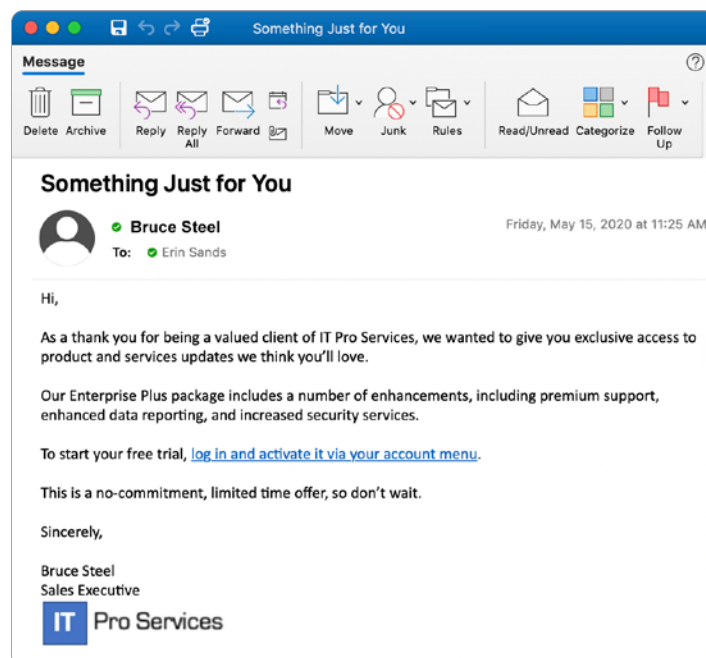 Something Just for You
Message
?
Delete Archive Reply Reply All Forward Move Junk Rules Read/Unread Categorize Follow Up
Something Just for You
Bruce Steel
Friday, May 15, 2020 at 11:25 AM
To: Erin Sands
Hi,
As a thank you for being a valued client of IT Pro Services, we wanted to give you exclusive access to
product and services updates we think you’ll love.
Our Enterprise Plus package includes a number of enhancements, including premium support,
enhanced data reporting, and increased security services.
To start your free trial, log in and activate it via your account menu.
This is a no-commitment, limited time offer, so don’t wait.
Sincerely,
Bruce Steel
Sales Executive
IT Pro Services